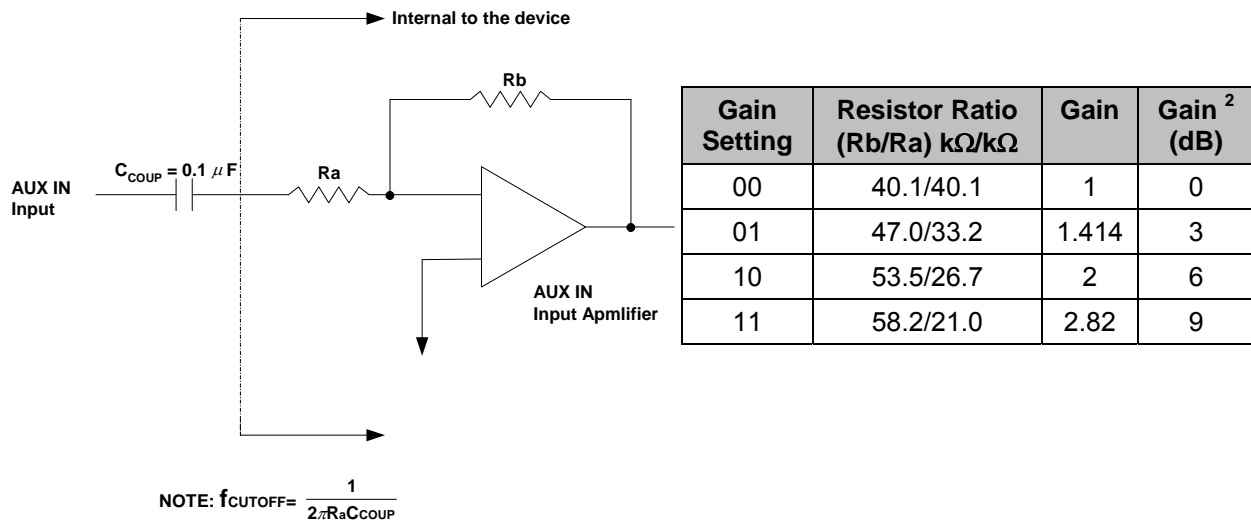 Internal to the device
Rb
C_COUP = 0.1 μF
Ra
AUX IN
Input
AUX IN
Input Apmlifier
Gain Setting | Resistor Ratio (Rb/Ra) kΩ/kΩ | Gain | Gain ² (dB)
00 | 40.1/40.1 | 1 | 0
01 | 47.0/33.2 | 1.414 | 3
10 | 53.5/26.7 | 2 | 6
11 | 58.2/21.0 | 2.82 | 9
NOTE: fCUTOFF= 1 / 2πRaCCOUP